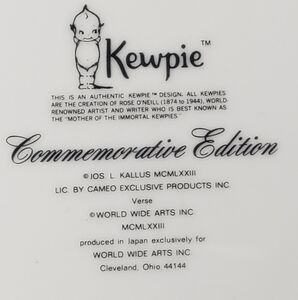 Kewpie™
THIS IS AN AUTHENTIC KEWPIE™ DESIGN. ALL KEWPIES
ARE THE CREATION OF ROSE O'NEILL (1874 to 1944), WORLD-
RENOWNED ARTIST AND WRITER WHO IS BEST KNOWN AS
THE "MOTHER OF THE IMMORTAL KEWPIES."
Commemorative Edition
©JOS. L. KALLUS MCMLXXIII
LIC. BY CAMEO EXCLUSIVE PRODUCTS INC.
Verse
©WORLD WIDE ARTS INC
MCMLXXIII
produced in Japan exclusively for
WORLD WIDE ARTS INC.
Cleveland, Ohio 44144